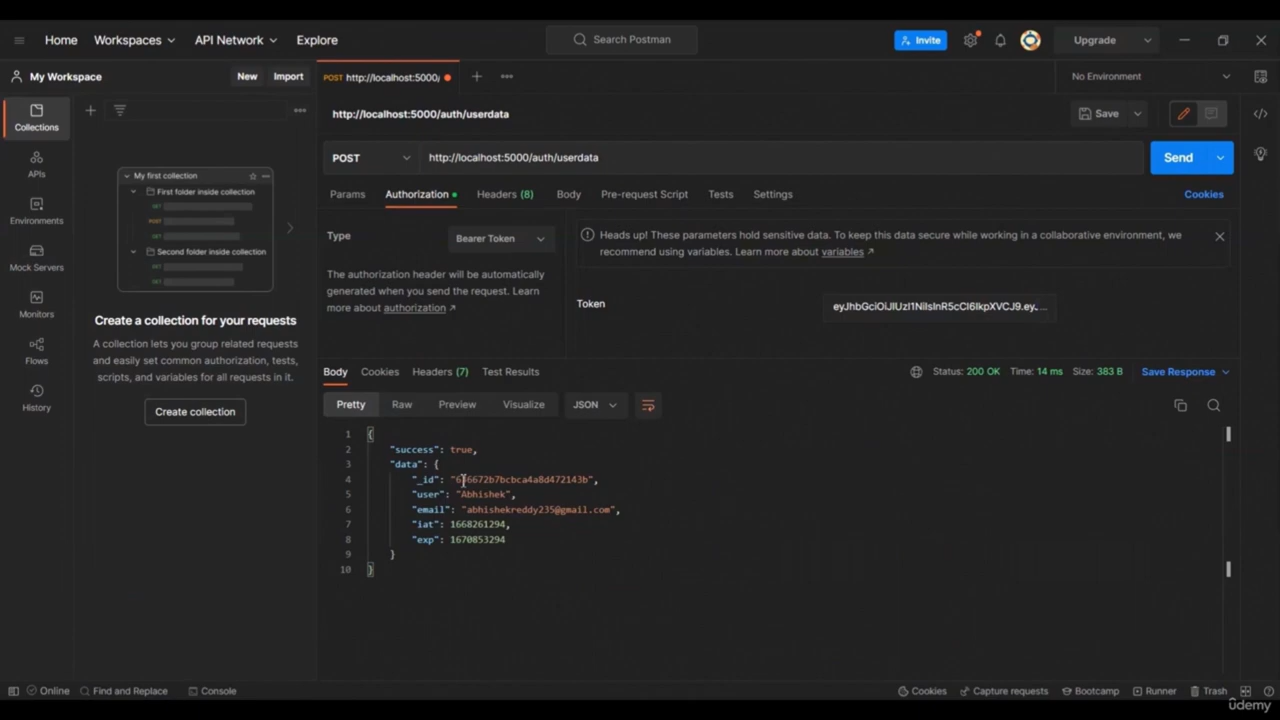 Home Workspaces API Network Explore Search Postman Invite Upgrade
My Workspace New Import POST http://localhost:5000/ No Environment
Collections
APIs
Environments
Mock Servers
Monitors
Flows
History
My first collection
First folder inside collection
GET
POST
GET
Second folder inside collection
GET
GET
Create a collection for your requests
A collection lets you group related requests
and easily set common authorization, tests,
scripts, and variables for all requests in it.
Create collection
http://localhost:5000/auth/userdata Save
POST http://localhost:5000/auth/userdata Send
Params Authorization Headers (8) Body Pre-request Script Tests Settings Cookies
Type Bearer Token
The authorization header will be automatically
generated when you send the request. Learn
more about authorization ↗
Heads up! These parameters hold sensitive data. To keep this data secure while working in a collaborative environment, we
recommend using variables. Learn more about variables ↗
Token
Body Cookies Headers (7) Test Results Status: 200 OK Time: 14 ms Size: 383 B Save Response
Pretty Raw Preview Visualize JSON
1 {
2 "success": true,
3 "data": {
4 "_id":
5 "user": "Abhishek",
6 "email": "abhishekreddy235@gmail.com",
7 "iat": 1668261294,
8 "exp": 1670853294
9 }
10 }
Online Find and Replace Console Cookies Capture requests Bootcamp Runner Trash
ûdemy